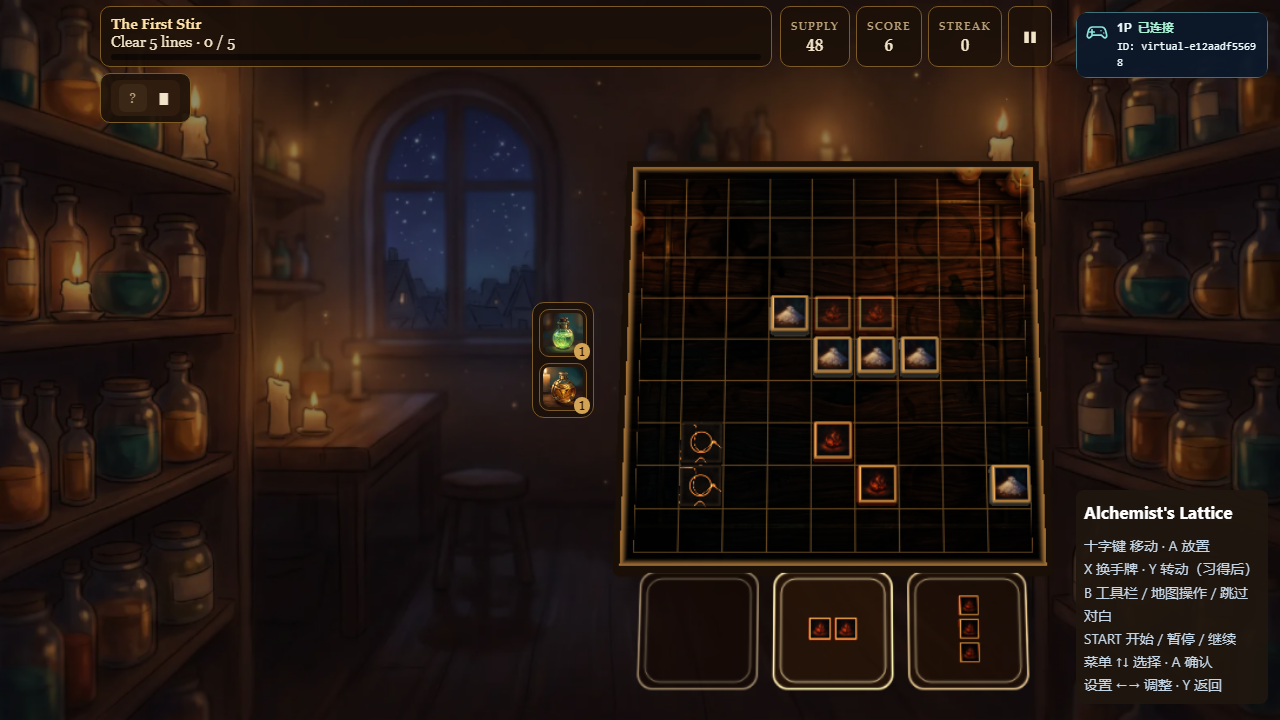 The First Stir
Clear 5 lines · 0 / 5
SUPPLY
48
SCORE
6
STREAK
0
?
1P 已连接
ID: virtual-e12aadf5569
8
1
1
Alchemist's Lattice
十字键 移动 · A 放置
X 换手牌 · Y 转动（习得后）
B 工具栏 / 地图操作 / 跳过
对白
START 开始 / 暂停 / 继续
菜单 ↑↓ 选择 · A 确认
设置 ←→ 调整 · Y 返回